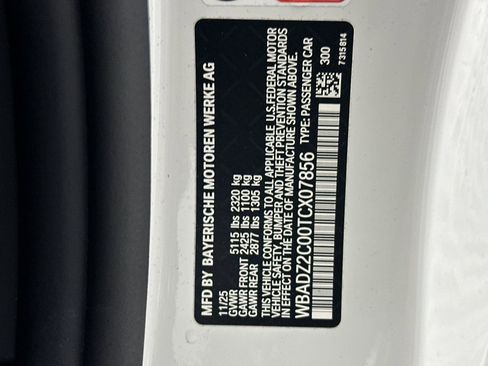 MFD BY BAYERISCHE MOTOREN WERKE AG
11/25
GVWR 5115 lbs 2320 kg
GAWR FRONT 2425 lbs 1100 kg
GAWR REAR 2877 lbs 1305 kg
THIS VEHICLE CONFORMS TO ALL APPLICABLE U.S.FEDERAL MOTOR
VEHICLE SAFETY, BUMPER AND THEFT PREVENTION STANDARDS
IN EFFECT ON THE DATE OF MANUFACTURE SHOWN ABOVE.
WBADZ2C00TCX07856 TYPE: PASSENGER CAR
300
7315814